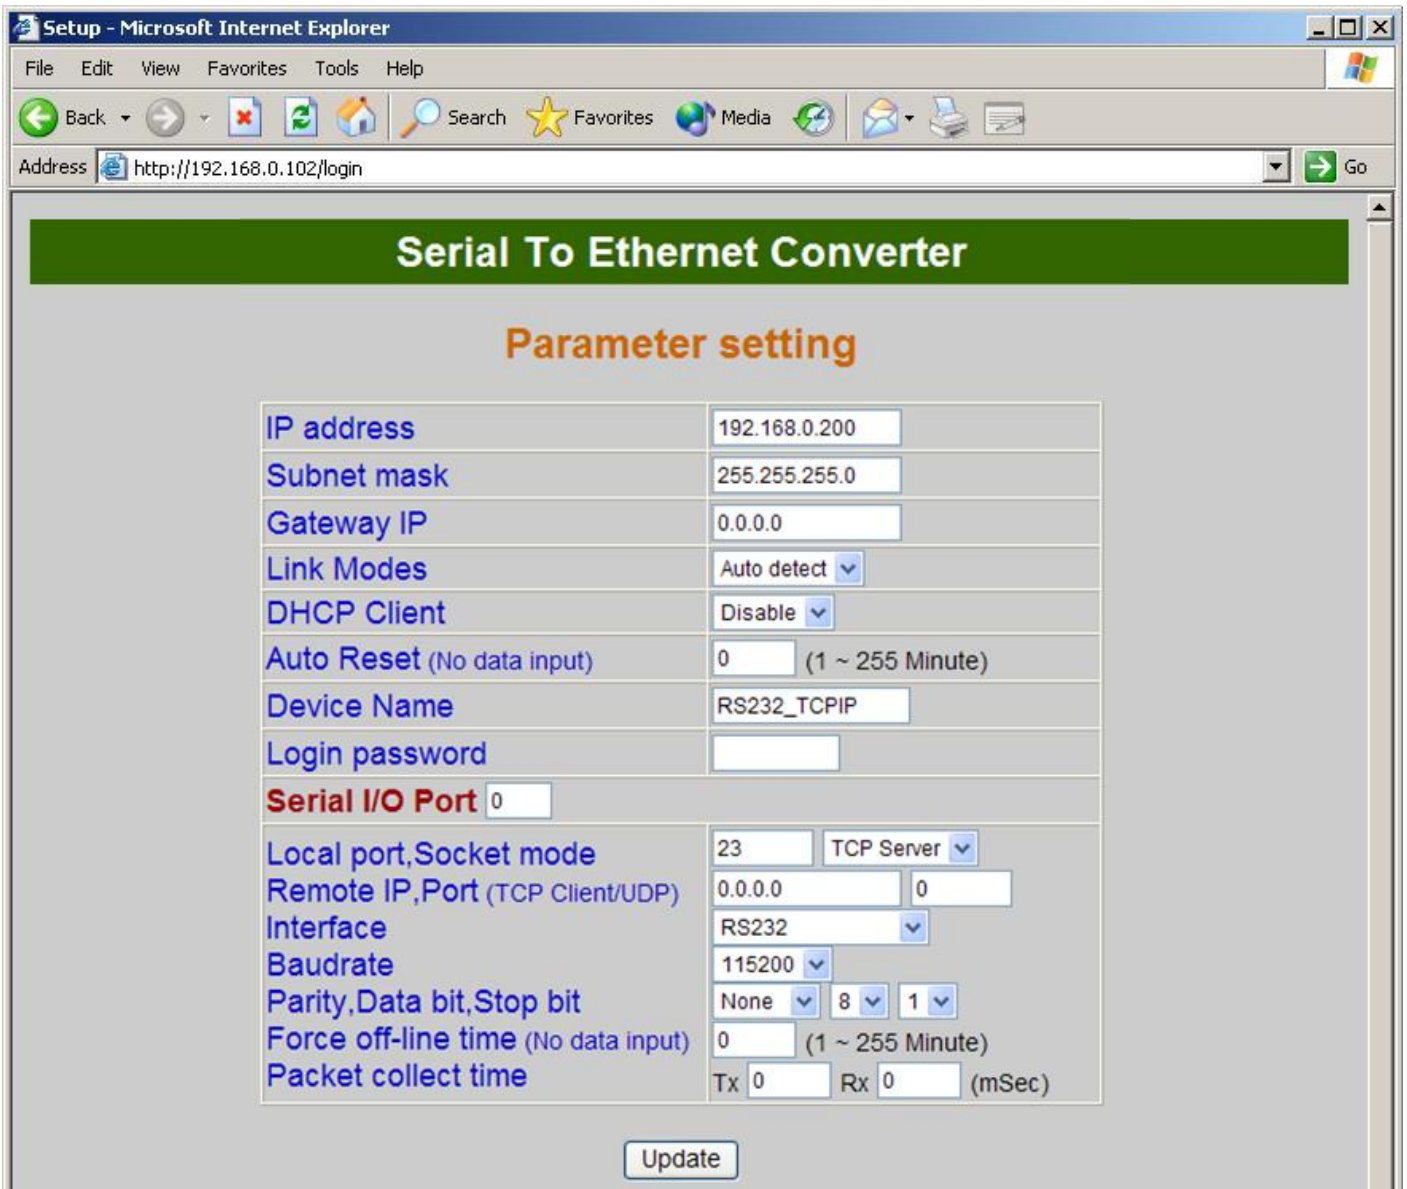 Setup - Microsoft Internet Explorer
File Edit View Favorites Tools Help
Back Search Favorites Media
Address http://192.168.0.102/login Go
Serial To Ethernet Converter
Parameter setting
IP address 192.168.0.200
Subnet mask 255.255.255.0
Gateway IP 0.0.0.0
Link Modes Auto detect
DHCP Client Disable
Auto Reset (No data input) 0 (1 ~ 255 Minute)
Device Name RS232_TCPIP
Login password
Serial I/O Port 0
Local port,Socket mode 23 TCP Server
Remote IP,Port (TCP Client/UDP) 0.0.0.0 0
Interface RS232
Baudrate 115200
Parity,Data bit,Stop bit None 8 1
Force off-line time (No data input) 0 (1 ~ 255 Minute)
Packet collect time Tx 0 Rx 0 (mSec)
Update